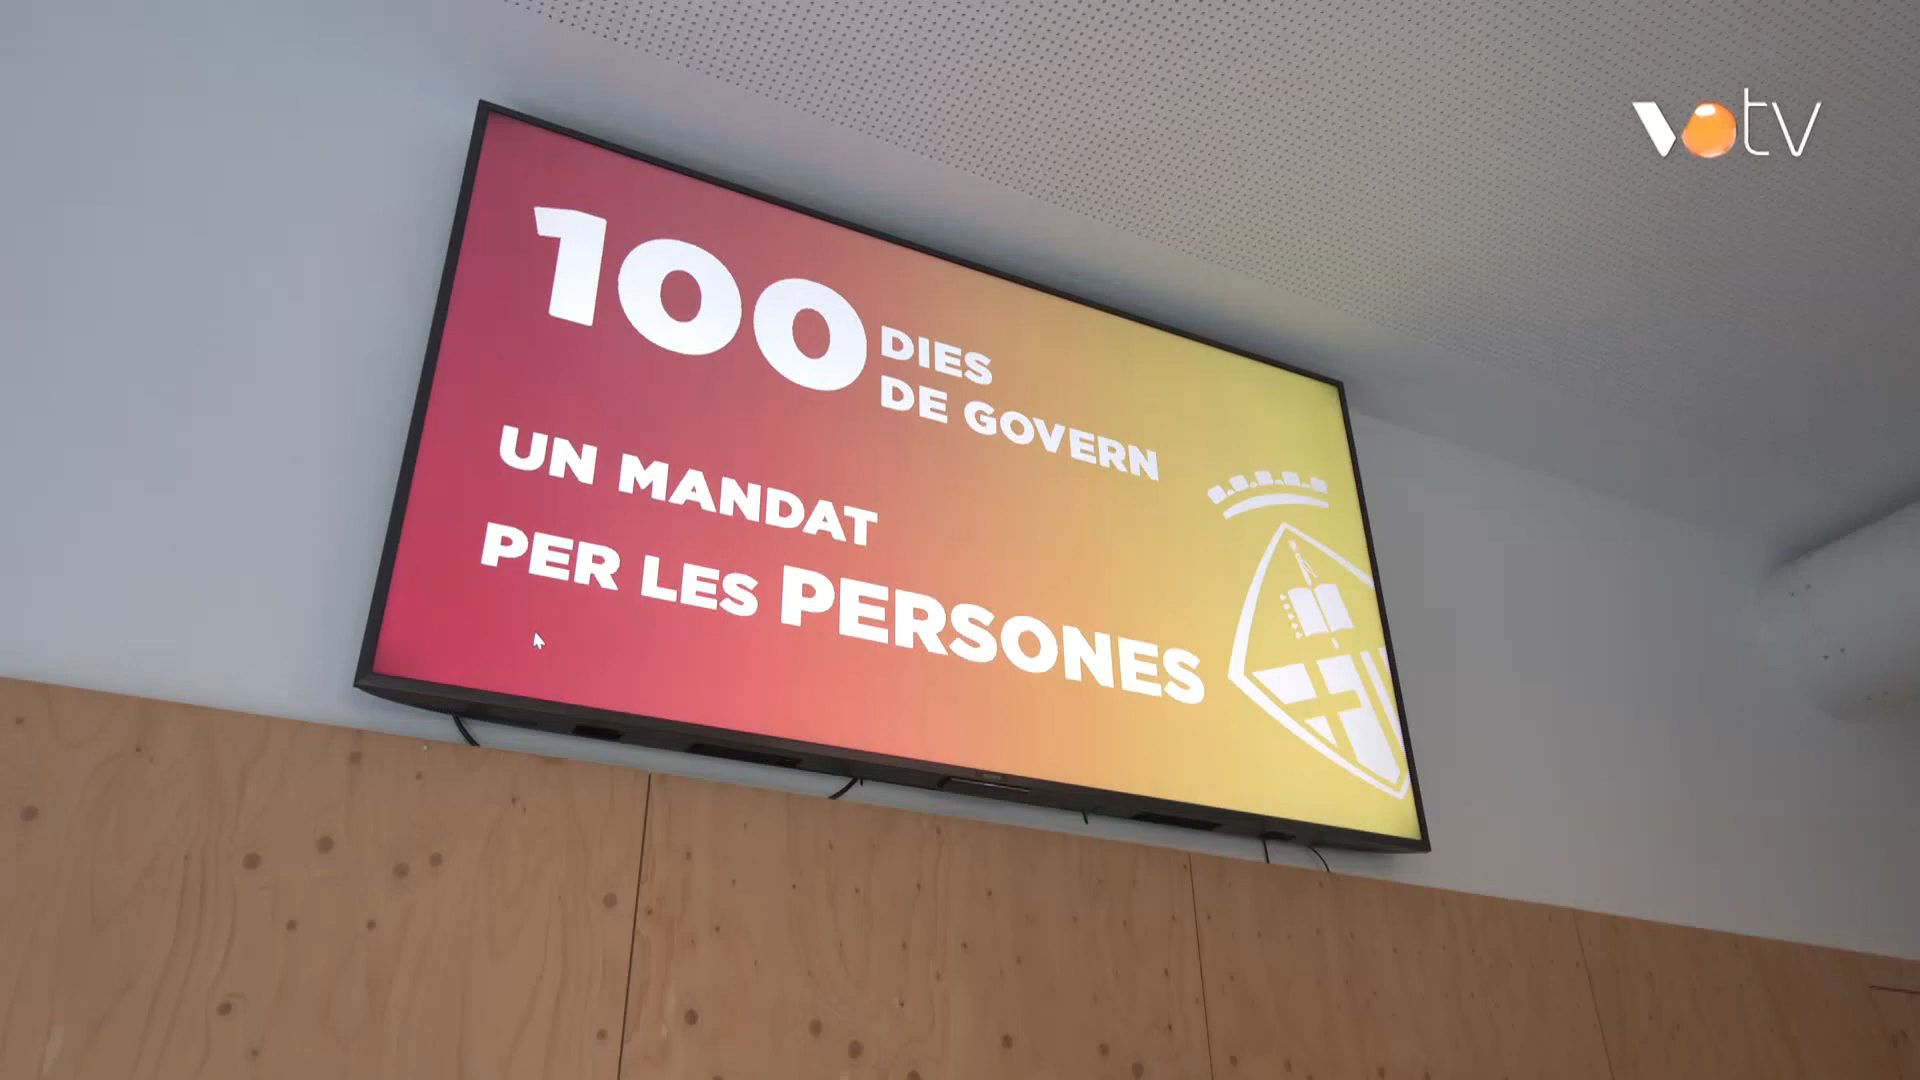 votv
100 DIES
DE GOVERN
UN MANDAT
PER LES PERSONES